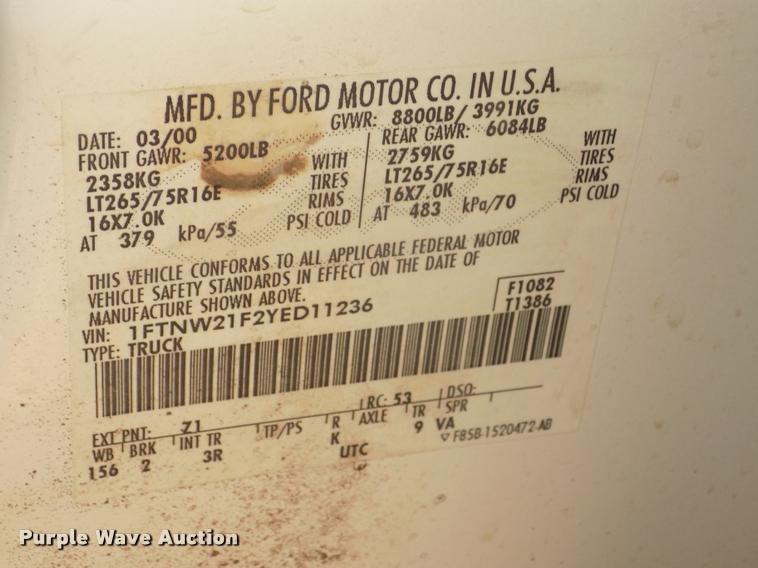 MFD. BY FORD MOTOR CO. IN U.S.A.
DATE: 03/00 GVWR: 8800LB/ 3991KG
FRONT GAWR: 5200LB REAR GAWR: 6084LB
2358KG WITH 2759KG WITH
LT265/75R16E TIRES LT265/75R16E TIRES
16X7.0K RIMS 16X7.0K RIMS
AT 379 kPa/55 PSI COLD AT 483 kPa/70 PSI COLD
THIS VEHICLE CONFORMS TO ALL APPLICABLE FEDERAL MOTOR
VEHICLE SAFETY STANDARDS IN EFFECT ON THE DATE OF
MANUFACTURE SHOWN ABOVE.
VIN: 1FTNW21F2YED11236 F1082
TYPE: TRUCK T1386
EXT PNT: Z1 RC: 53 DSO:
WB BRK INT TR TP/PS R AXLE TR SPR
156 2 3R K 9 VA
UTC ▽ F85B-1520472-AB
Purple Wave Auction